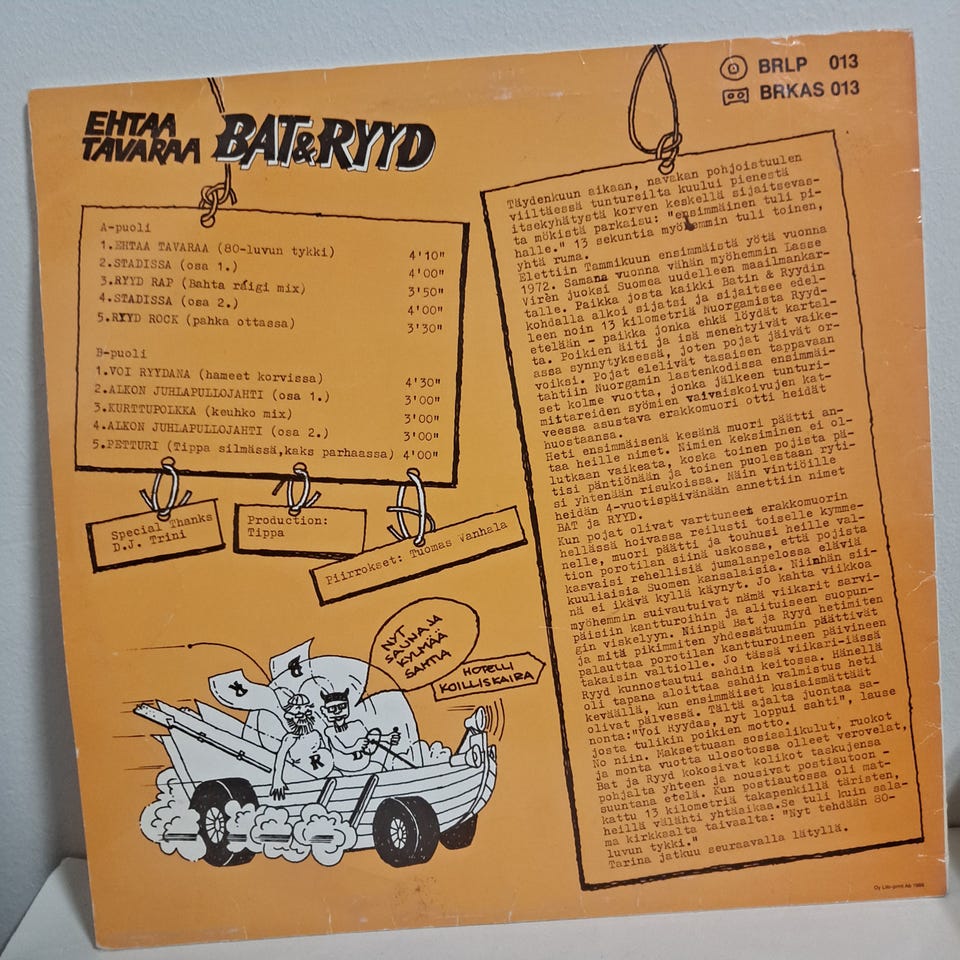 EHTAA
TAVARAA BAT&RYYD
BRLP 013
BRKAS 013
A-puoli
1.EHTAA TAVARAA (80-luvun tykki) 4'10"
2.STADISSA (osa 1.) 4'00"
3.RYYD RAP (Bahta räigi mix) 3'50"
4.STADISSA (osa 2.) 4'00"
5.RYYD ROCK (pahka ottassa) 3'30"
B-puoli
1.VOI RYYDANA (hameet korvissa) 4'30"
2.ALKON JUHLAPULLOJAHTI (osa 1.) 3'00"
3.KURTTUPOLKKA (keuhko mix) 3'00"
4.ALKON JUHLAPULLOJAHTI (osa 2.) 3'00"
5.PETTURI (Tippa silmässä,kaks parhaassa) 4'00"
Special Thanks
D.J. Trini
Production:
Tippa
Piirrokset: Tuomas Vanhala
NYT
SAUNA JA
KYLMÄÄ
SAHTIA
HOTELLI
KOILLISKAIRA
B
R
R
Täydenkuun aikaan, navakan pohjoistuulen
viiltäessä tuntureilta kuului pienestä
itsekyhätystä korven keskellä sijaitsevas-
ta mökistä parkaisu: "ensimmäinen tuli pi-
halle." 13 sekuntia myöhemmin tuli toinen,
yhtä ruma.
Elettiin Tammikuun ensimmäistä yötä vuonna
1972. Samana vuonna vähän myöhemmin Lasse
Virèn juoksi Suomea uudelleen maailmankar-
talle. Paikka josta kaikki Batin & Ryydin
kohdalla alkoi sijatsi ja sijaitsee edel-
leen noin 13 kilometriä Nuorgamista Ryyd-
etelään - paikka jonka ehkä löydät kartal-
ta. Poikien äiti ja isä menehtyivät vaike-
assa synnytyksessä, joten pojat jäivät or-
voiksi. Pojat elelivät tasaisen tappavaan
tahtiin Nuorgamin lastenkodissa ensimmäi-
set kolme vuotta, jonka jälkeen tunturi-
mittareiden syömien vaivaiskoivujen kat-
veessa asustava erakkomuori otti heidät
huostaansa.
Heti ensimmäisenä kesänä muori päätti an-
taa heille nimet. Nimien keksiminen ei ol-
lutkaan vaikeata, koska toinen pojista pä-
tisi päntiönään ja toinen puolestaan ryti-
si yhtenään risukoissa. Näin vintiöille
heidän 4-vuotispäivänään annettiin nimet
BAT ja RYYD.
Kun pojat olivat varttuneet erakkomuorin
hellässä hoivassa reilusti toiselle kymme-
nelle, muori päätti ja touhusi heille val-
tion porotilan siinä uskossa, että pojista
kasvaisi rehellisiä jumalanpelossa eläviä
kuuliaisia Suomen kansalaisia. Niinhän sii-
nä ei ikävä kyllä käynyt. Jo kahta viikkoa
myöhemmin suivautuivat nämä viikarit sarvi-
päisiin kantturoihin ja alituiseen suopun-
gin viskelyyn. Niinpä Bat ja Ryyd hetimiten
ja mitä pikimmiten yhdessätuumin päättivät
palauttaa porotilan kantturoineen päivineen
takaisin valtiolle. Jo tässä viikari-iässä
Ryyd kunnostautui sahdin keitossa. Hänellä
oli tapana aloittaa sahdin valmistus heti
keväällä, kun ensimmäiset kusiaismättäät
olivat pälvessä. Tältä ajalta juontaa sa-
nonta:"Voi Ryydas, nyt loppui sahti", lause
josta tulikin poikien motto.
No niin. Maksettuaan sosisalikulut, ruokot
ja monta vuotta ulosotossa olleet verovelat,
Bat ja Ryyd kokosivat kolikot taskujensa
pohjalta yhteen ja nousivat postiautoon -
suuntana etelä. Kun postiautossa oli mat-
kattu 13 kilometriä takapenkillä täristen,
heillä välähti yhtäaikaa.Se tuli kuin sala-
ma kirkkaalta taivaalta: "Nyt tehdään 80-
luvun tykki."
Tarina jatkuu seuraavalla lätyllä.